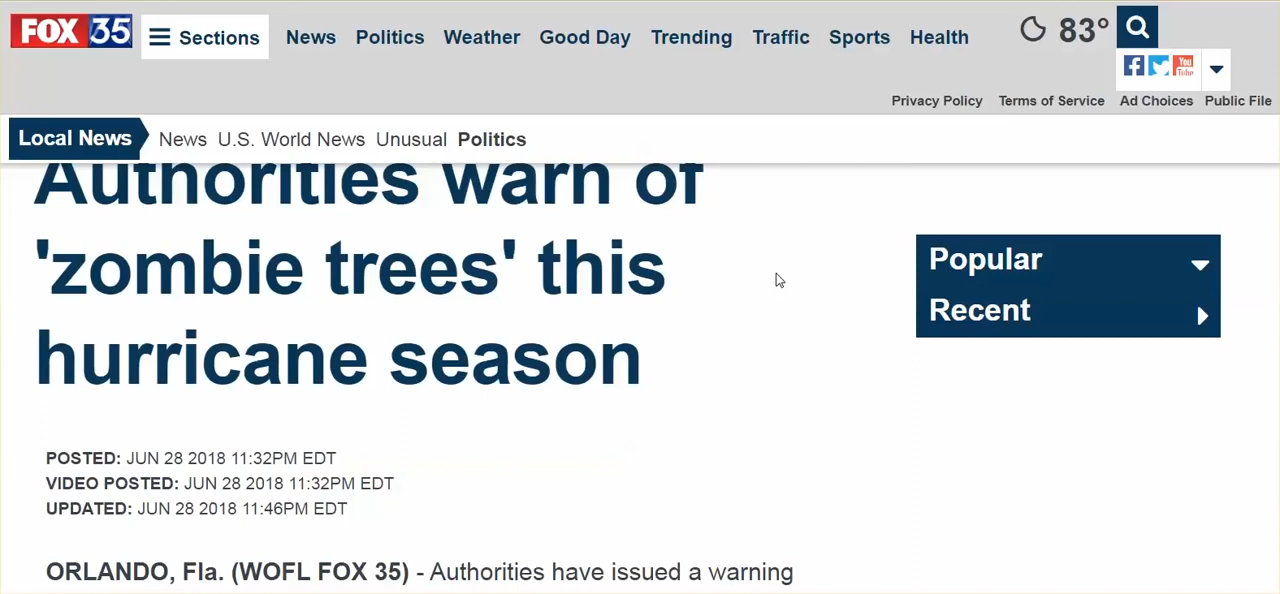 FOX 35
Sections
News Politics Weather Good Day Trending Traffic Sports Health
83°
You Tube
Privacy Policy Terms of Service Ad Choices Public File
Local News News U.S. World News Unusual Politics
Authorities warn of
'zombie trees' this
hurricane season
Popular
Recent
POSTED: JUN 28 2018 11:32PM EDT
VIDEO POSTED: JUN 28 2018 11:32PM EDT
UPDATED: JUN 28 2018 11:46PM EDT
ORLANDO, Fla. (WOFL FOX 35) - Authorities have issued a warning